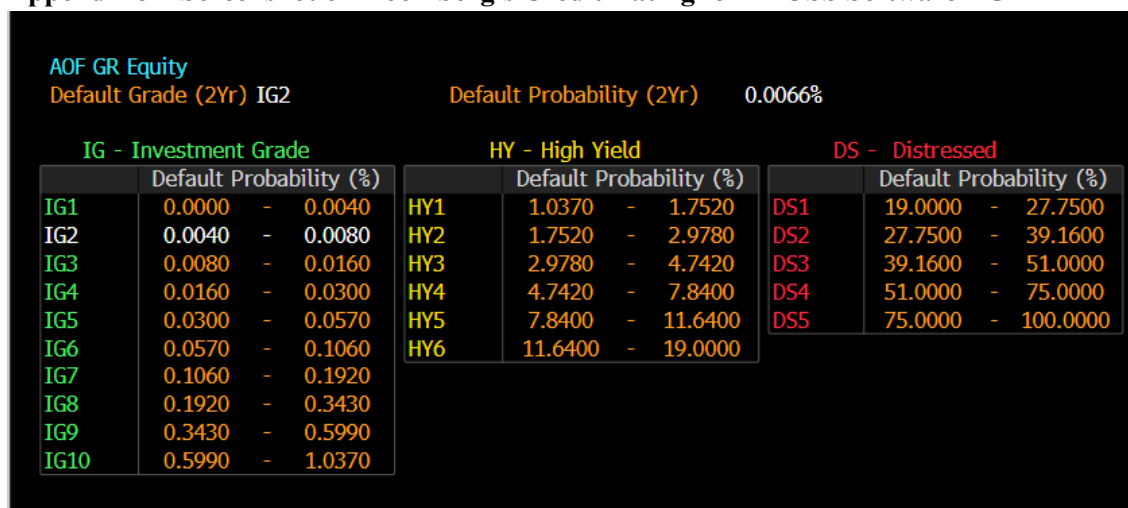 AOF GR Equity
Default Grade (2Yr) IG2 Default Probability (2Yr) 0.0066%
IG - Investment Grade HY - High Yield DS - Distressed
Default Probability (%) Default Probability (%) Default Probability (%)
IG1 0.0000 - 0.0040 HY1 1.0370 - 1.7520 DS1 19.0000 - 27.7500
IG2 0.0040 - 0.0080 HY2 1.7520 - 2.9780 DS2 27.7500 - 39.1600
IG3 0.0080 - 0.0160 HY3 2.9780 - 4.7420 DS3 39.1600 - 51.0000
IG4 0.0160 - 0.0300 HY4 4.7420 - 7.8400 DS4 51.0000 - 75.0000
IG5 0.0300 - 0.0570 HY5 7.8400 - 11.6400 DS5 75.0000 - 100.0000
IG6 0.0570 - 0.1060 HY6 11.6400 - 19.0000
IG7 0.1060 - 0.1920
IG8 0.1920 - 0.3430
IG9 0.3430 - 0.5990
IG10 0.5990 - 1.0370